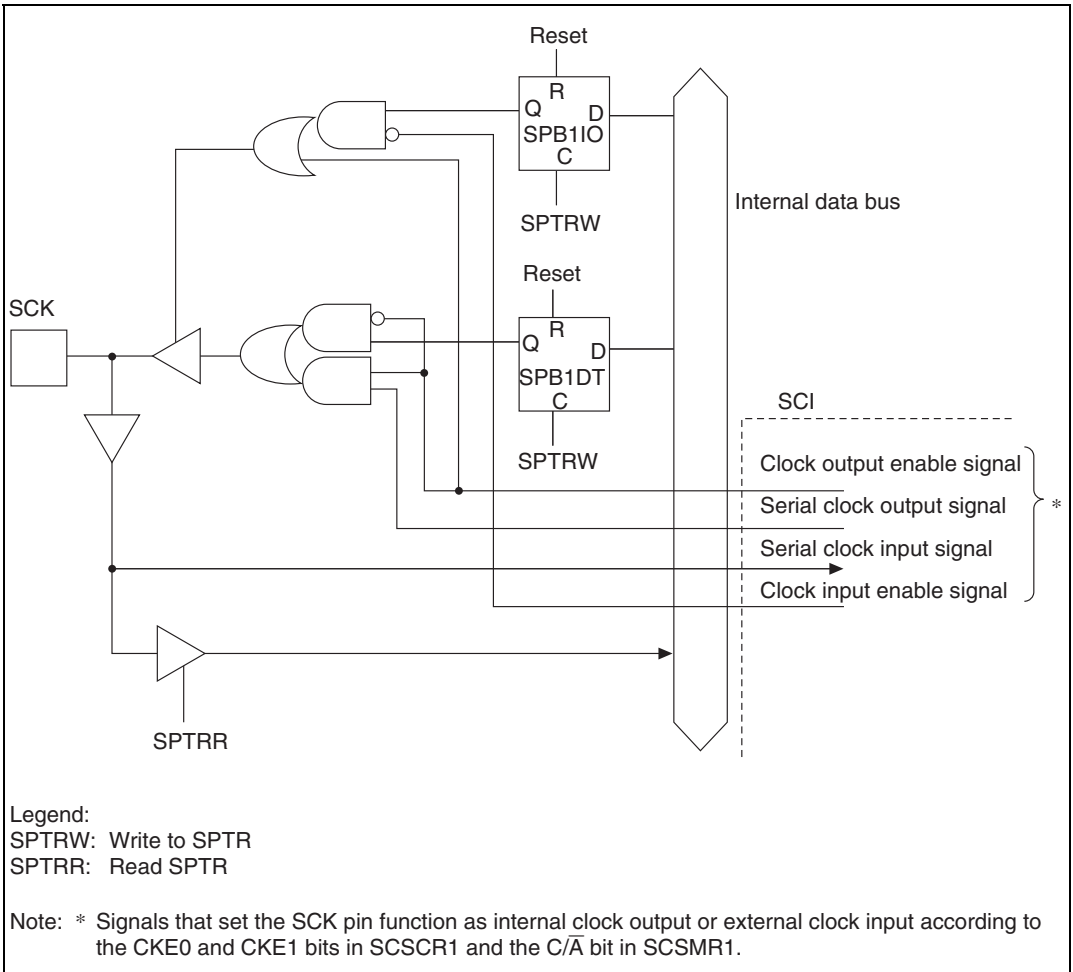 Reset
R
Q
D
SPB1IO
C
Internal data bus
SPTRW
Reset
SCK
R
Q
D
SPB1DT
C
SCI
SPTRW
Clock output enable signal
Serial clock output signal
*
Serial clock input signal
Clock input enable signal
SPTRR
Legend:
SPTRW: Write to SPTR
SPTRR: Read SPTR
Note: * Signals that set the SCK pin function as internal clock output or external clock input according to
the CKE0 and CKE1 bits in SCSCR1 and the C/A̅ bit in SCSMR1.